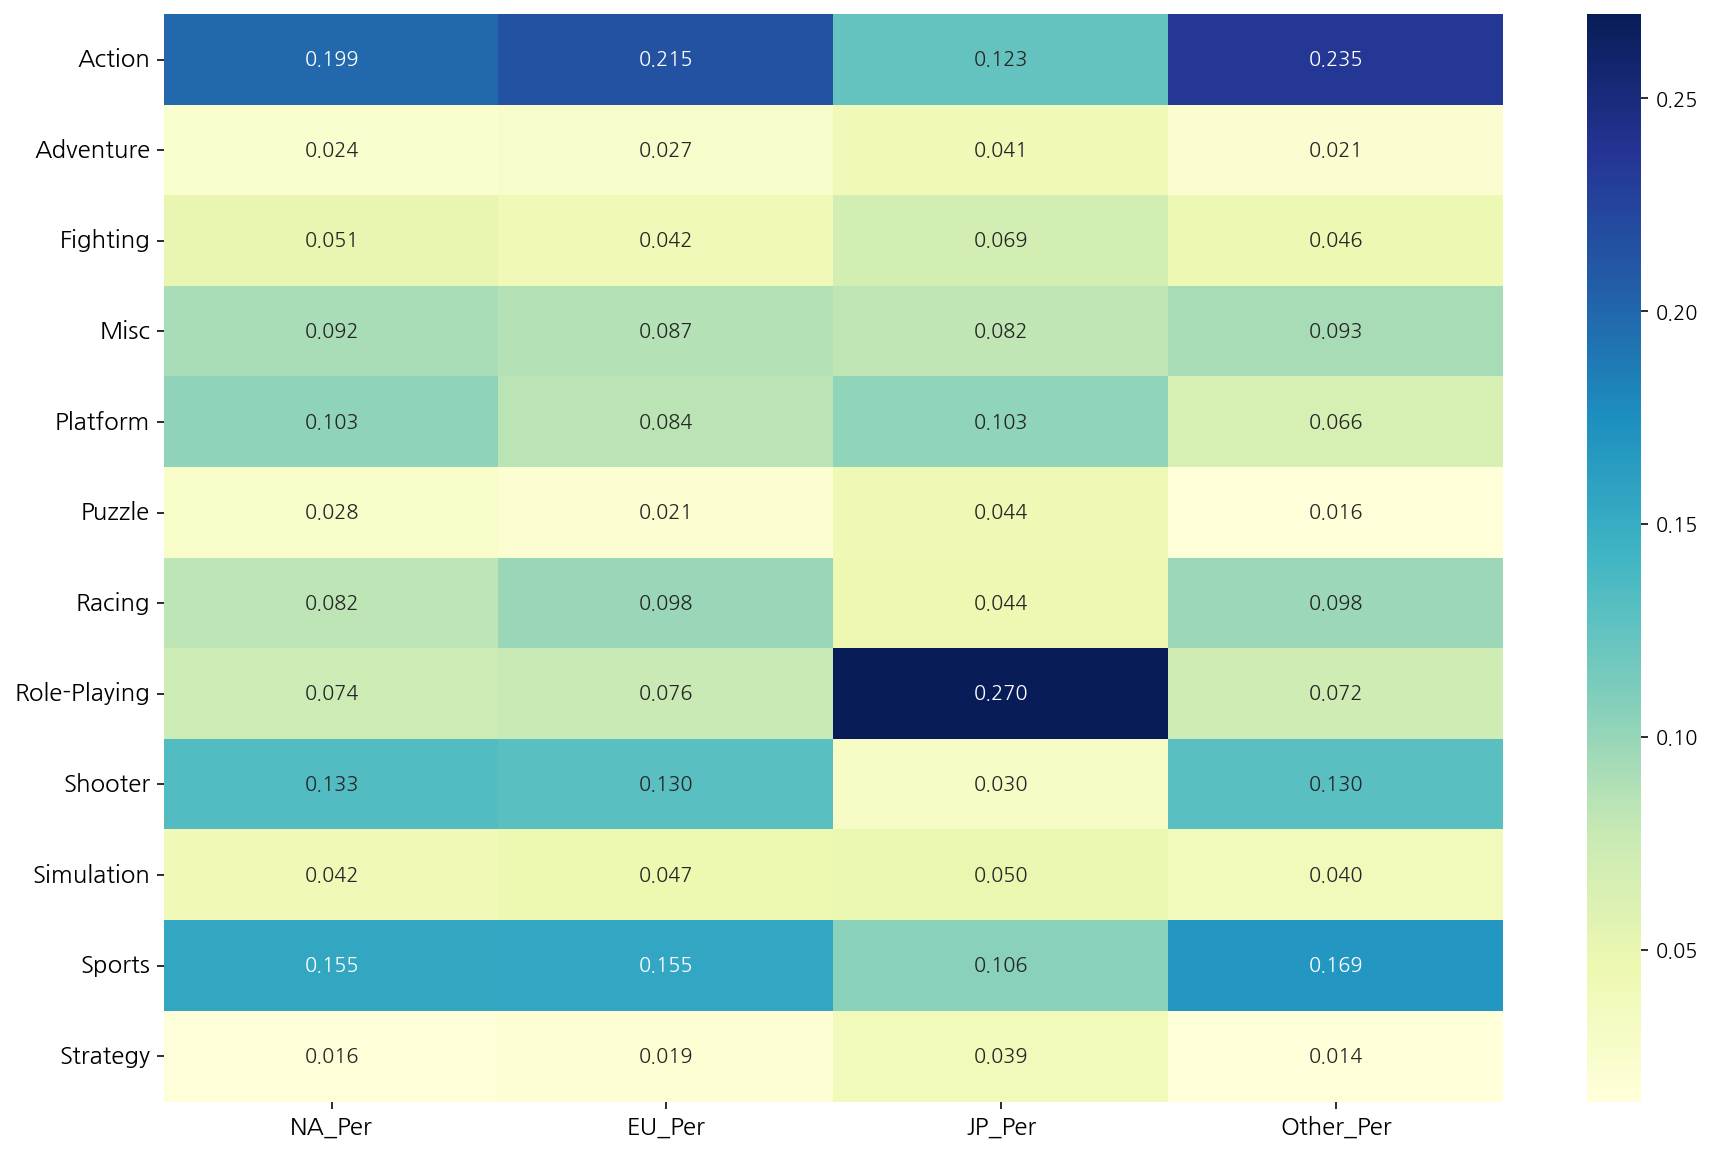 Action 0.199 0.215 0.123 0.235
Adventure 0.024 0.027 0.041 0.021
Fighting 0.051 0.042 0.069 0.046
Misc 0.092 0.087 0.082 0.093
Platform 0.103 0.084 0.103 0.066
Puzzle 0.028 0.021 0.044 0.016
Racing 0.082 0.098 0.044 0.098
Role-Playing 0.074 0.076 0.270 0.072
Shooter 0.133 0.130 0.030 0.130
Simulation 0.042 0.047 0.050 0.040
Sports 0.155 0.155 0.106 0.169
Strategy 0.016 0.019 0.039 0.014
NA_Per EU_Per JP_Per Other_Per
0.25
0.20
0.15
0.10
0.05